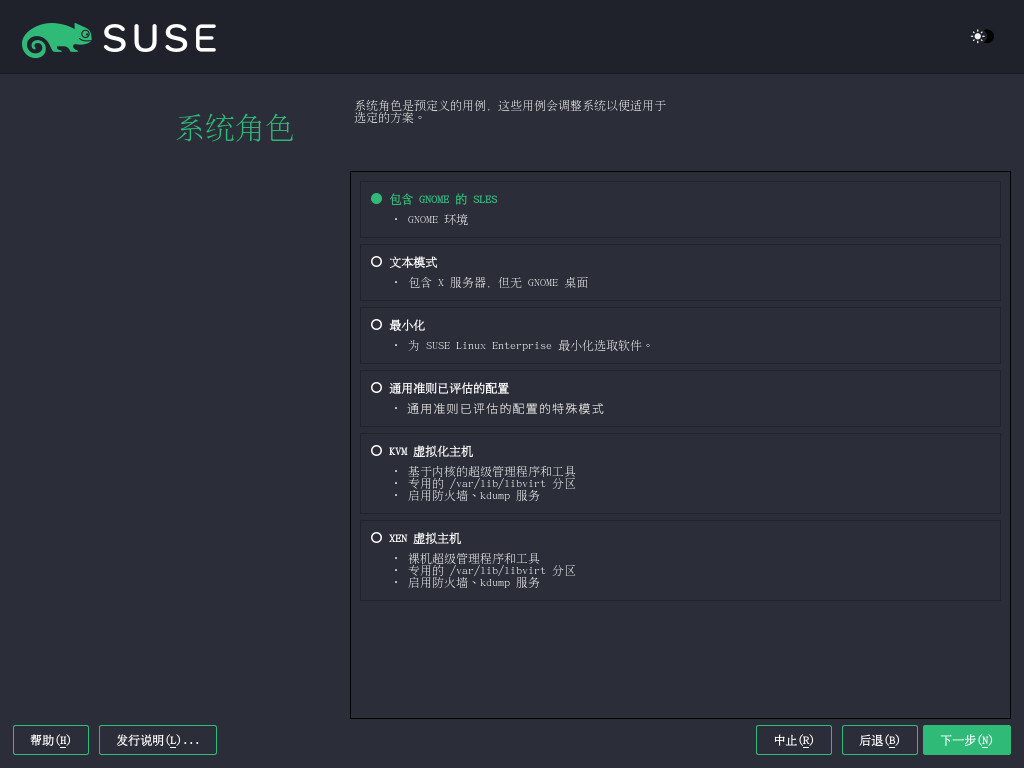 SUSE
系统角色
系统角色是预定义的用例，这些用例会调整系统以便适用于
选定的方案。
包含 GNOME 的 SLES
• GNOME 环境
文本模式
• 包含 X 服务器，但无 GNOME 桌面
最小化
• 为 SUSE Linux Enterprise 最小化选取软件。
通用准则已评估的配置
• 通用准则已评估的配置的特殊模式
KVM 虚拟化主机
• 基于内核的超级管理程序和工具
• 专用的 /var/lib/libvirt 分区
• 启用防火墙、kdump 服务
XEN 虚拟主机
• 裸机超级管理程序和工具
• 专用的 /var/lib/libvirt 分区
• 启用防火墙、kdump 服务
帮助(H) 发行说明(L)... 中止(R) 后退(B) 下一步(N)